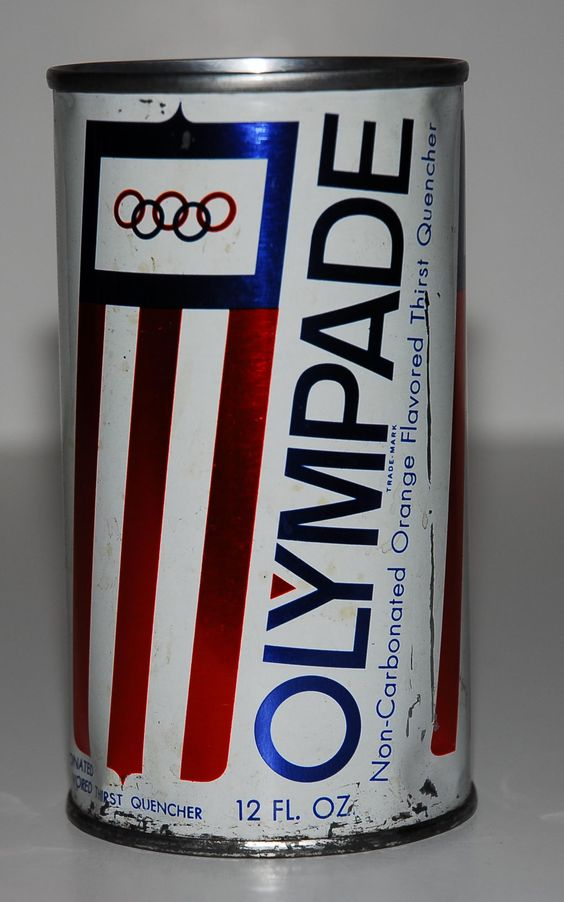 OLYMPADE
TRADE-MARK
Non-Carbonated Orange Flavored Thirst Quencher
THIRST QUENCHER
12 FL. OZ.